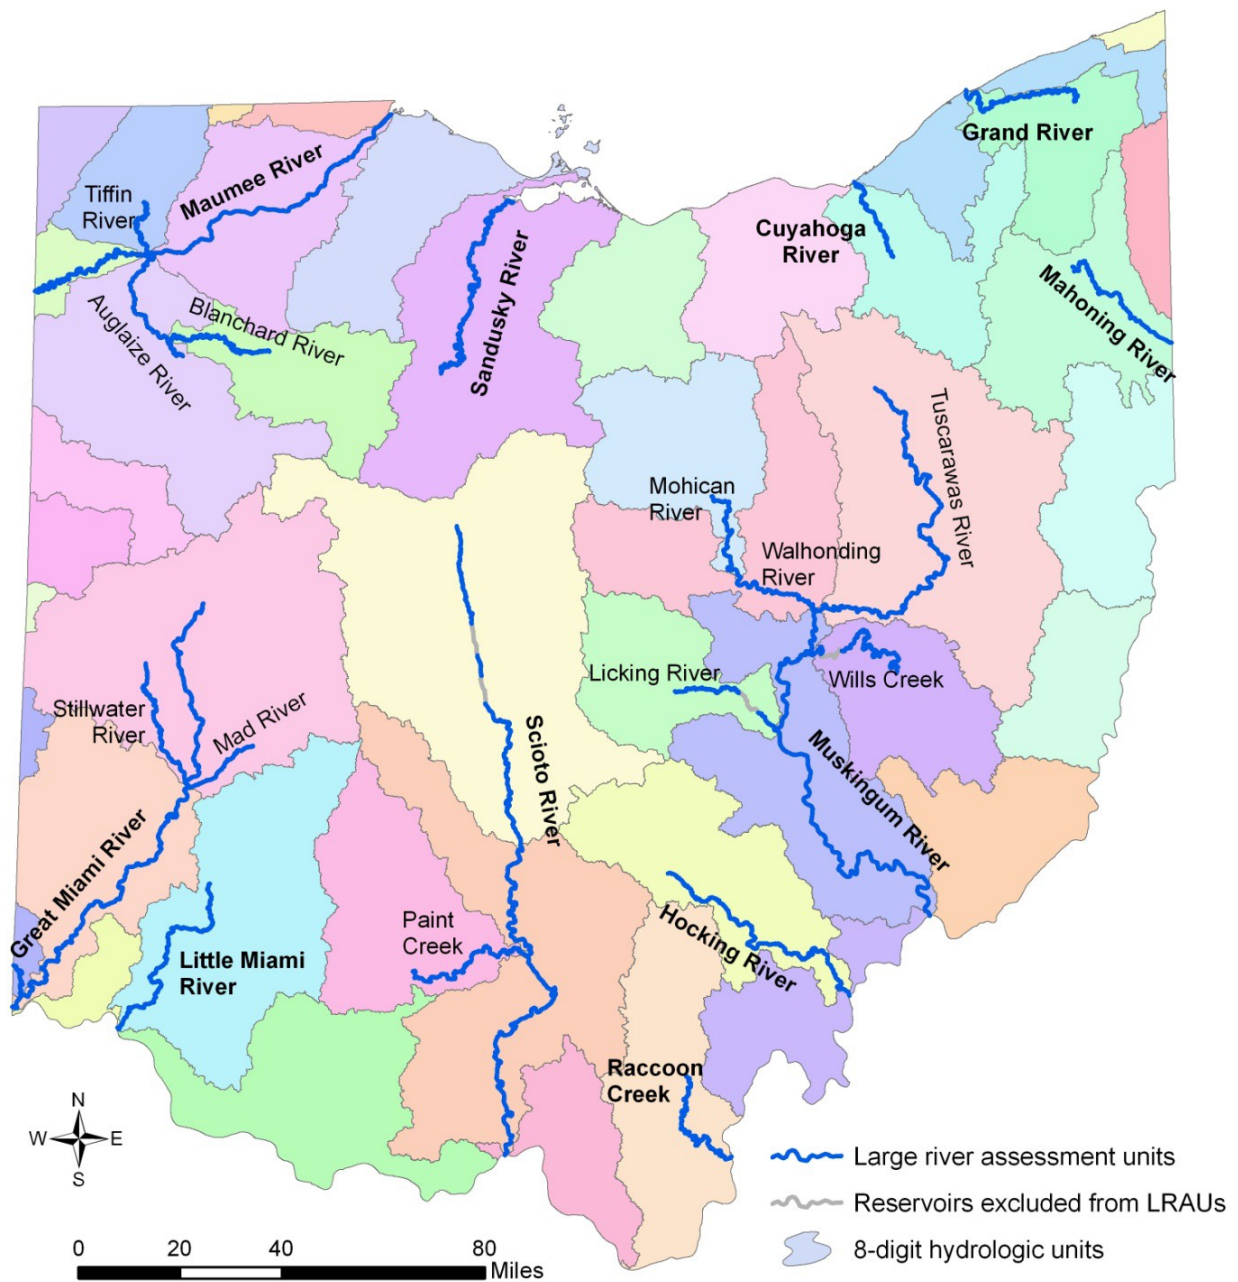 Grand River
Maumee River
Tiffin
River
Cuyahoga
River
Sandusky River
Mahoning River
Auglaize River
Blanchard River
Tuscarawas River
Mohican
River
Walhonding
River
Licking River
Wills Creek
Stillwater
River
Mad River
Scioto River
Muskingum River
Great Miami River
Paint
Creek
Hocking River
Little Miami
River
Raccoon
Creek
N
W E
S
Large river assessment units
Reservoirs excluded from LRAUs
8-digit hydrologic units
0 20 40 80
Miles